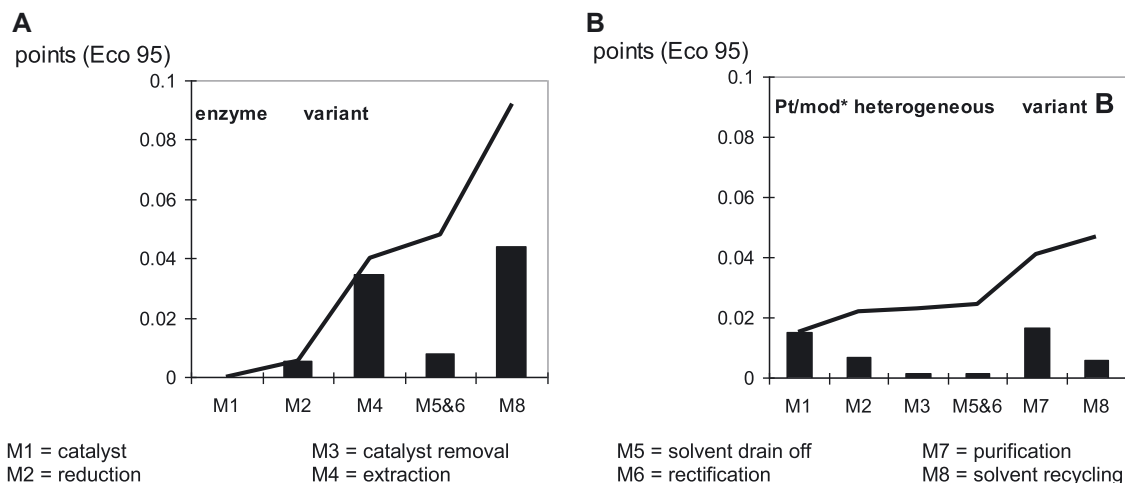 A
points (Eco 95)
0.1
enzyme variant
0.08
0.06
0.04
0.02
0
M1 M2 M4 M5&6 M8
B
points (Eco 95)
0.1
Pt/mod* heterogeneous variant B
0.08
0.06
0.04
0.02
0
M1 M2 M3 M5&6 M7 M8
M1 = catalyst
M2 = reduction
M3 = catalyst removal
M4 = extraction
M5 = solvent drain off
M6 = rectification
M7 = purification
M8 = solvent recycling